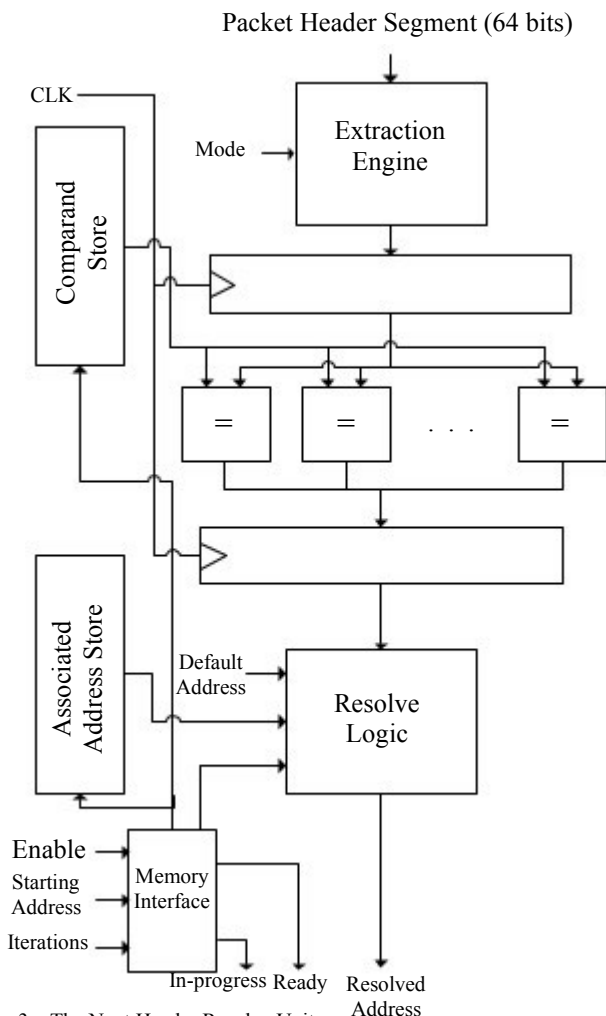 Packet Header Segment (64 bits)
CLK
Extraction
Engine
Mode
Comparand
Store
=
=
. . .
=
Associated
Address Store
Default
Address
Resolve
Logic
Enable
Starting
Address
Iterations
Memory
Interface
In-progress
Ready
Resolved
Address